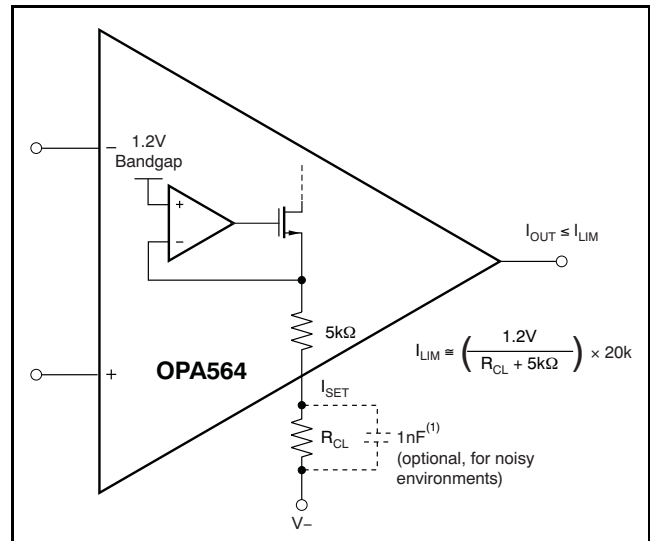 1.2V
Bandgap
−
+
−
+
5kΩ
OPA564
I_SET
R_CL
1nF(1)
(optional, for noisy
environments)
V−
I_OUT ≤ I_LIM
I_LIM ≅ (1.2V / R_CL + 5kΩ) × 20k